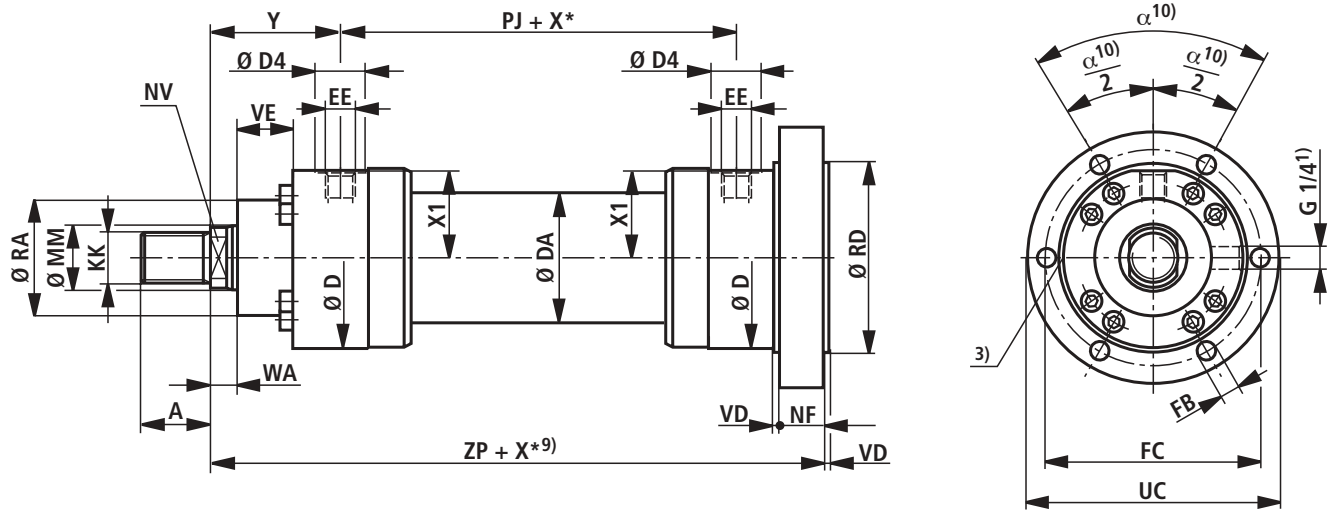 Y
PJ + X*
Ø D4
Ø D4
NV
VE
EE
EE
Ø RA
Ø MM
KK
Ø D
X1
Ø DA
X1
Ø D
Ø RD
WA
A
VD
NF
ZP + X*9)
VD
α10)
α10)
2
α10)
2
G 1/41)
3)
FB
FC
UC